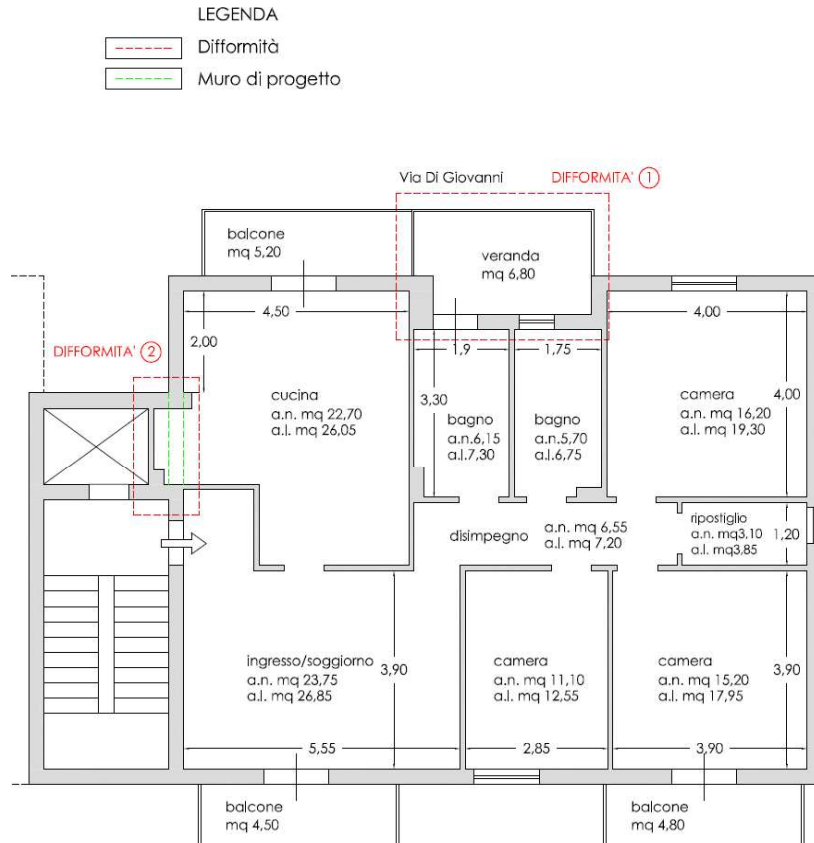 LEGENDA
Difformità
Muro di progetto
Via Di Giovanni
DIFFORMITA' 1
balcone
mq 5,20
veranda
mq 6,80
4,50
4,00
2,00
DIFFORMITA' 2
1,9
1,75
cucina
a.n. mq 22,70
a.l. mq 26,05
3,30
bagno
a.n.6,15
a.l.7,30
bagno
a.n.5,70
a.l.6,75
camera
a.n. mq 16,20
a.l. mq 19,30
4,00
disimpegno
a.n. mq 6,55
a.l. mq 7,20
ripostiglio
a.n. mq3,10
a.l. mq3,85
1,20
ingresso/soggiorno
a.n. mq 23,75
a.l. mq 26,85
3,90
camera
a.n. mq 11,10
a.l. mq 12,55
camera
a.n. mq 15,20
a.l. mq 17,95
3,90
5,55
2,85
3,90
balcone
mq 4,50
balcone
mq 4,80